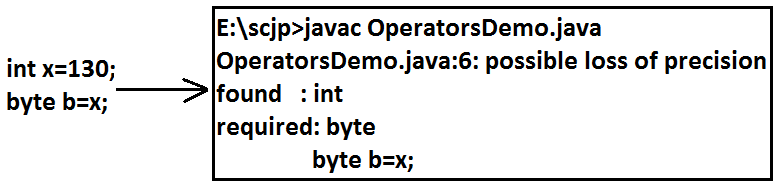 int x=130;
byte b=x;
E:\scjp>javac OperatorsDemo.java
OperatorsDemo.java:6: possible loss of precision
found   : int
required: byte
byte b=x;